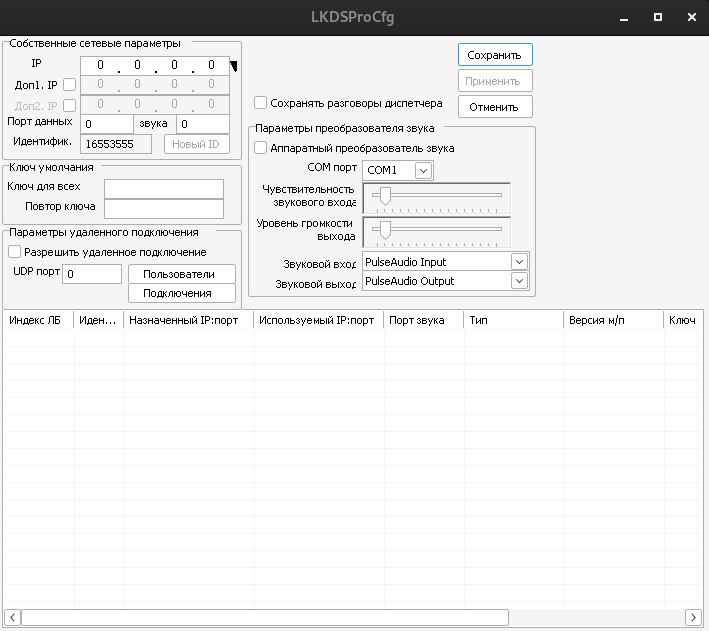 LKDSProCfg
Собственные сетевые параметры
IP 0 . 0 . 0 . 0
Доп1. IP 0 . 0 . 0 . 0
Доп2. IP 0 . 0 . 0 . 0
Порт данных 0 звука 0
Идентифик. 16553555 Новый ID
Ключ умолчания
Ключ для всех
Повтор ключа
Параметры удаленного подключения
Разрешить удаленное подключение
UDP порт 0 Пользователи
Подключения
Сохранить
Применить
Отменить
Сохранять разговоры диспетчера
Параметры преобразователя звука
Аппаратный преобразователь звука
COM порт COM1
Чувствительность
звукового входа
Уровень громкости
выхода
Звуковой вход PulseAudio Input
Звуковой выход PulseAudio Output
Индекс ЛБ Иден... Назначенный IP:порт Используемый IP:порт Порт звука Тип Версия м/п Ключ